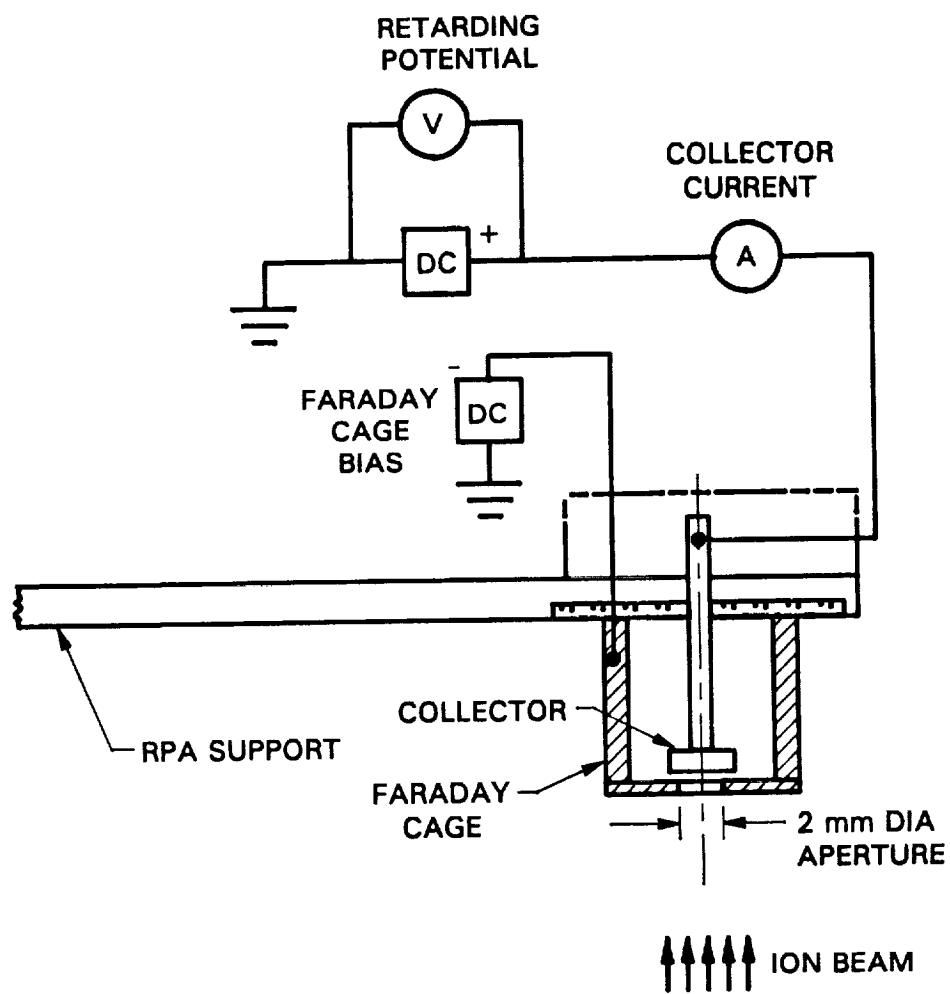 RETARDING
POTENTIAL
V
COLLECTOR
CURRENT
+
DC
A
-
FARADAY
CAGE
BIAS
DC
COLLECTOR
RPA SUPPORT
FARADAY
CAGE
2 mm DIA
APERTURE
ION BEAM